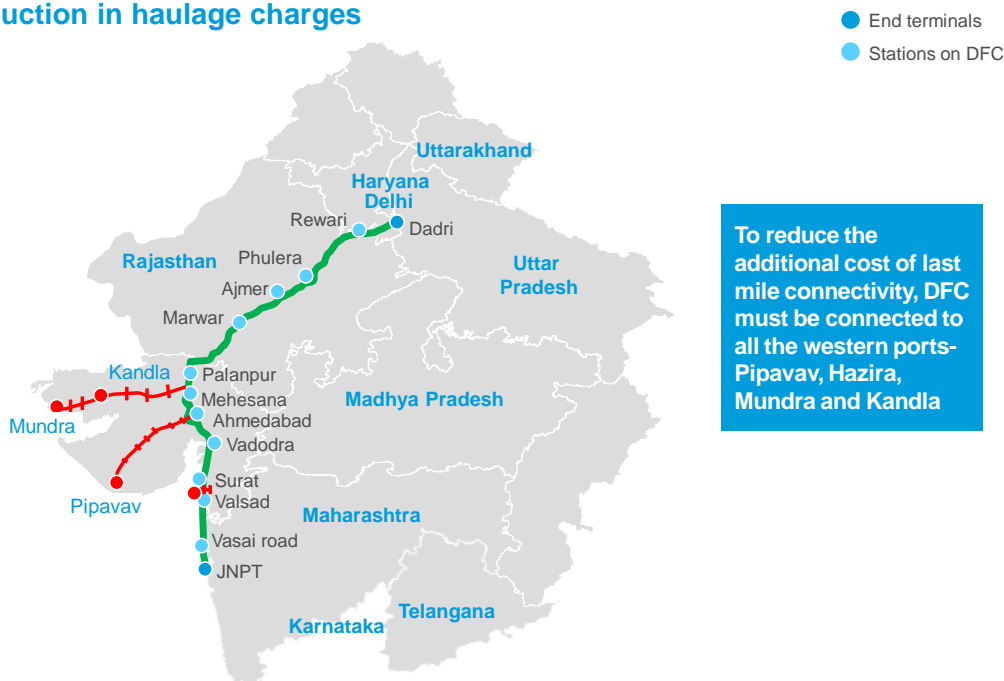 uction in haulage charges
End terminals
Stations on DFC
Uttarakhand
Haryana
Delhi
Rewari
Dadri
Phulera
Rajasthan
Uttar
Pradesh
Ajmer
Marwar
Kandla
Palanpur
Mehesana
Madhya Pradesh
Ahmedabad
Mundra
Vadodra
Surat
Pipavav
Valsad
Maharashtra
Vasai road
JNPT
Telangana
Karnataka
To reduce the
additional cost of last
mile connectivity, DFC
must be connected to
all the western ports-
Pipavav, Hazira,
Mundra and Kandla